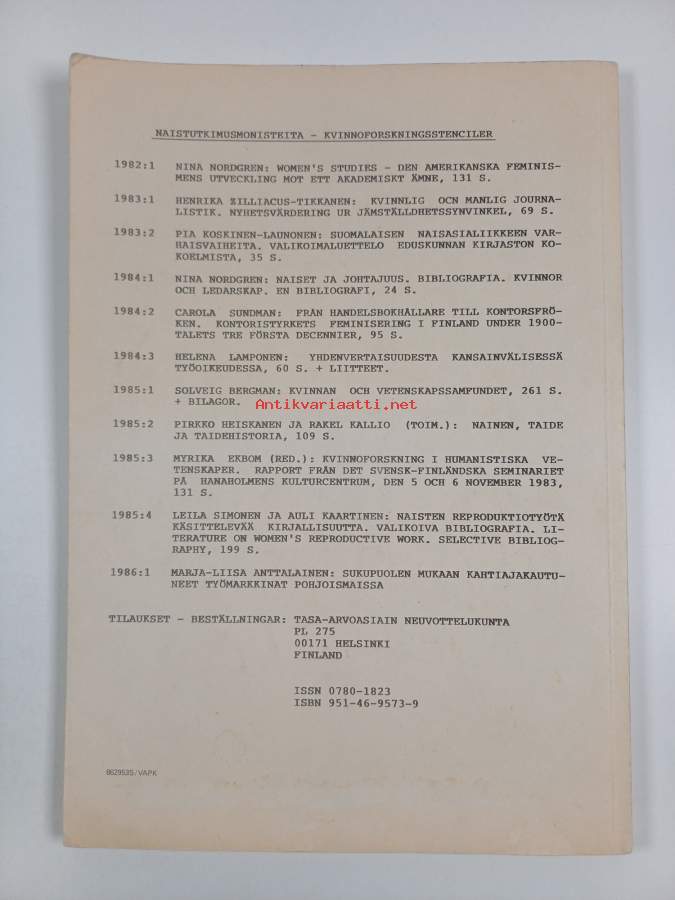 NAISTUTKIMUSMONISTEITA - KVINNOFORSKNINGSSTENCILER
1982:1 NINA NORDGREN: WOMEN'S STUDIES - DEN AMERIKANSKA FEMINIS-
MENS UTVECKLING MOT ETT AKADEMISKT ÄMNE, 131 S.
1983:1 HENRIKA ZILLIACUS-TIKKANEN: KVINNLIG OCN MANLIG JOURNA-
LISTIK. NYHETSVÄRDERING UR JÄMSTÄLLDHETSSYNVINKEL, 69 S.
1983:2 PIA KOSKINEN-LAUNONEN: SUOMALAISEN NAISASIALIIKKEEN VAR-
HAISVAIHEITA. VALIKOIMALUETTELO EDUSKUNNAN KIRJASTON KO-
KOELMISTA, 35 S.
1984:1 NINA NORDGREN: NAISET JA JOHTAJUUS. BIBLIOGRAFIA. KVINNOR
OCH LEDARSKAP. EN BIBLIOGRAFI, 24 S.
1984:2 CAROLA SUNDMAN: FRÅN HANDELSBOKHÅLLARE TILL KONTORSFRÖ-
KEN. KONTORISTYRKETS FEMINISERING I FINLAND UNDER 1900-
TALETS TRE FÖRSTA DECENNIER, 95 S.
1984:3 HELENA LAMPONEN: YHDENVERTAISUUDESTA KANSAINVÄLISESSÄ
TYÖOIKEUDESSA, 60 S. + LIITTEET.
1985:1 SOLVEIG BERGMAN: KVINNAN OCH VETENSKAPSSAMFUNDET, 261 S.
+ BILAGOR.
Antikvariaatti.net
1985:2 PIRKKO HEISKANEN JA RAKEL KALLIO (TOIM.): NAINEN, TAIDE
JA TAIDEHISTORIA, 109 S.
1985:3 MYRIKA EKBOM (RED.): KVINNOFORSKNING I HUMANISTISKA VE-
TENSKAPER. RAPPORT FRÅN DET SVENSK-FINLÄNDSKA SEMINARIET
PÅ HANAHOLMENS KULTURCENTRUM, DEN 5 OCH 6 NOVEMBER 1983,
131 S.
1985:4 LEILA SIMONEN JA AULI KAARTINEN: NAISTEN REPRODUKTIOTYÖTÄ
KÄSITTELEVÄÄ KIRJALLISUUTTA. VALIKOIVA BIBLIOGRAFIA. LI-
TERATURE ON WOMEN'S REPRODUCTIVE WORK. SELECTIVE BIBLIOG-
RAPHY, 199 S.
1986:1 MARJA-LIISA ANTTALAINEN: SUKUPUOLEN MUKAAN KAHTIAJAKAUTU-
NEET TYÖMARKKINAT POHJOISMAISSA
TILAUKSET - BESTÄLLNINGAR: TASA-ARVOASIAIN NEUVOTTELUKUNTA
PL 275
00171 HELSINKI
FINLAND
ISSN 0780-1823
ISBN 951-46-9573-9
8629535/VAPK